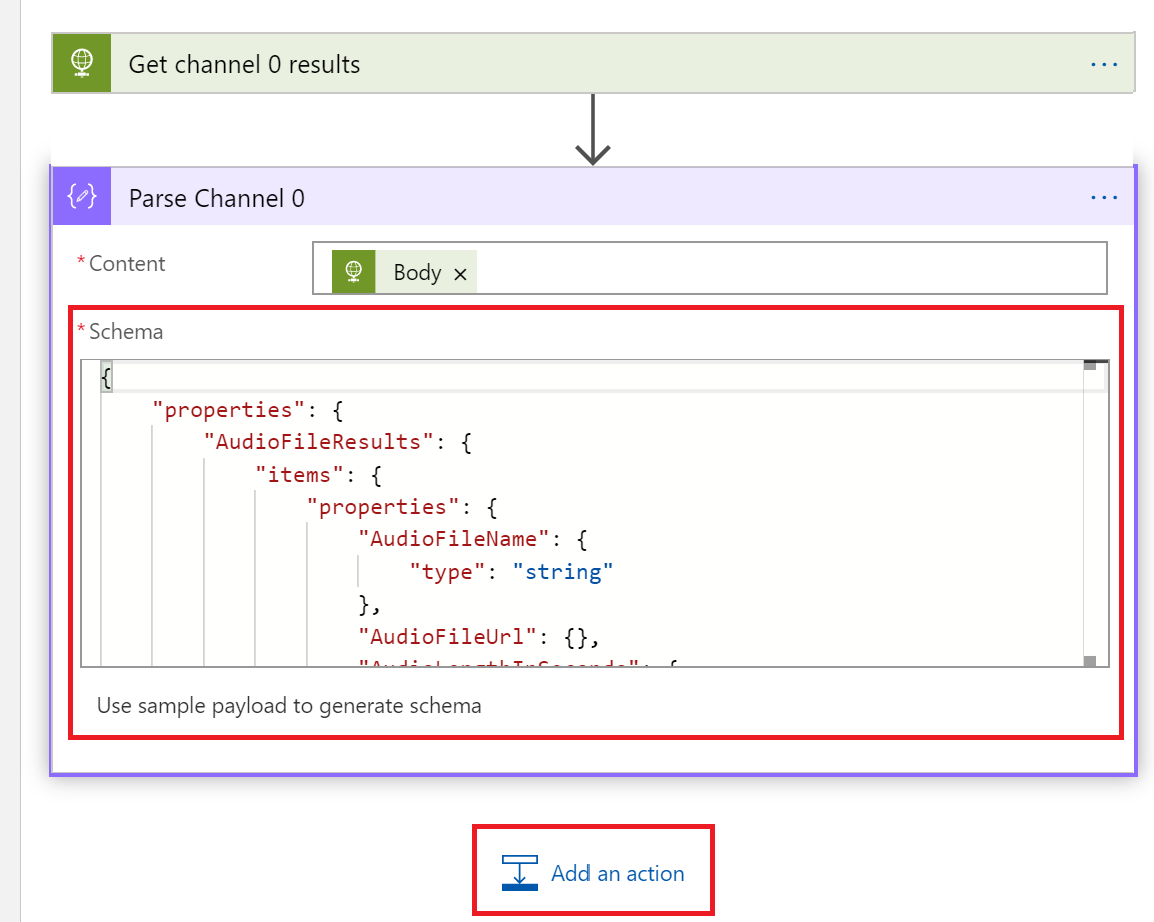 Get channel 0 results
...
Parse Channel 0
...
* Content
Body ×
* Schema
{
"properties": {
"AudioFileResults": {
"items": {
"properties": {
"AudioFileName": {
"type": "string"
},
"AudioFileUrl": {},
"AudioLengthInSeconds": {
Use sample payload to generate schema
Add an action